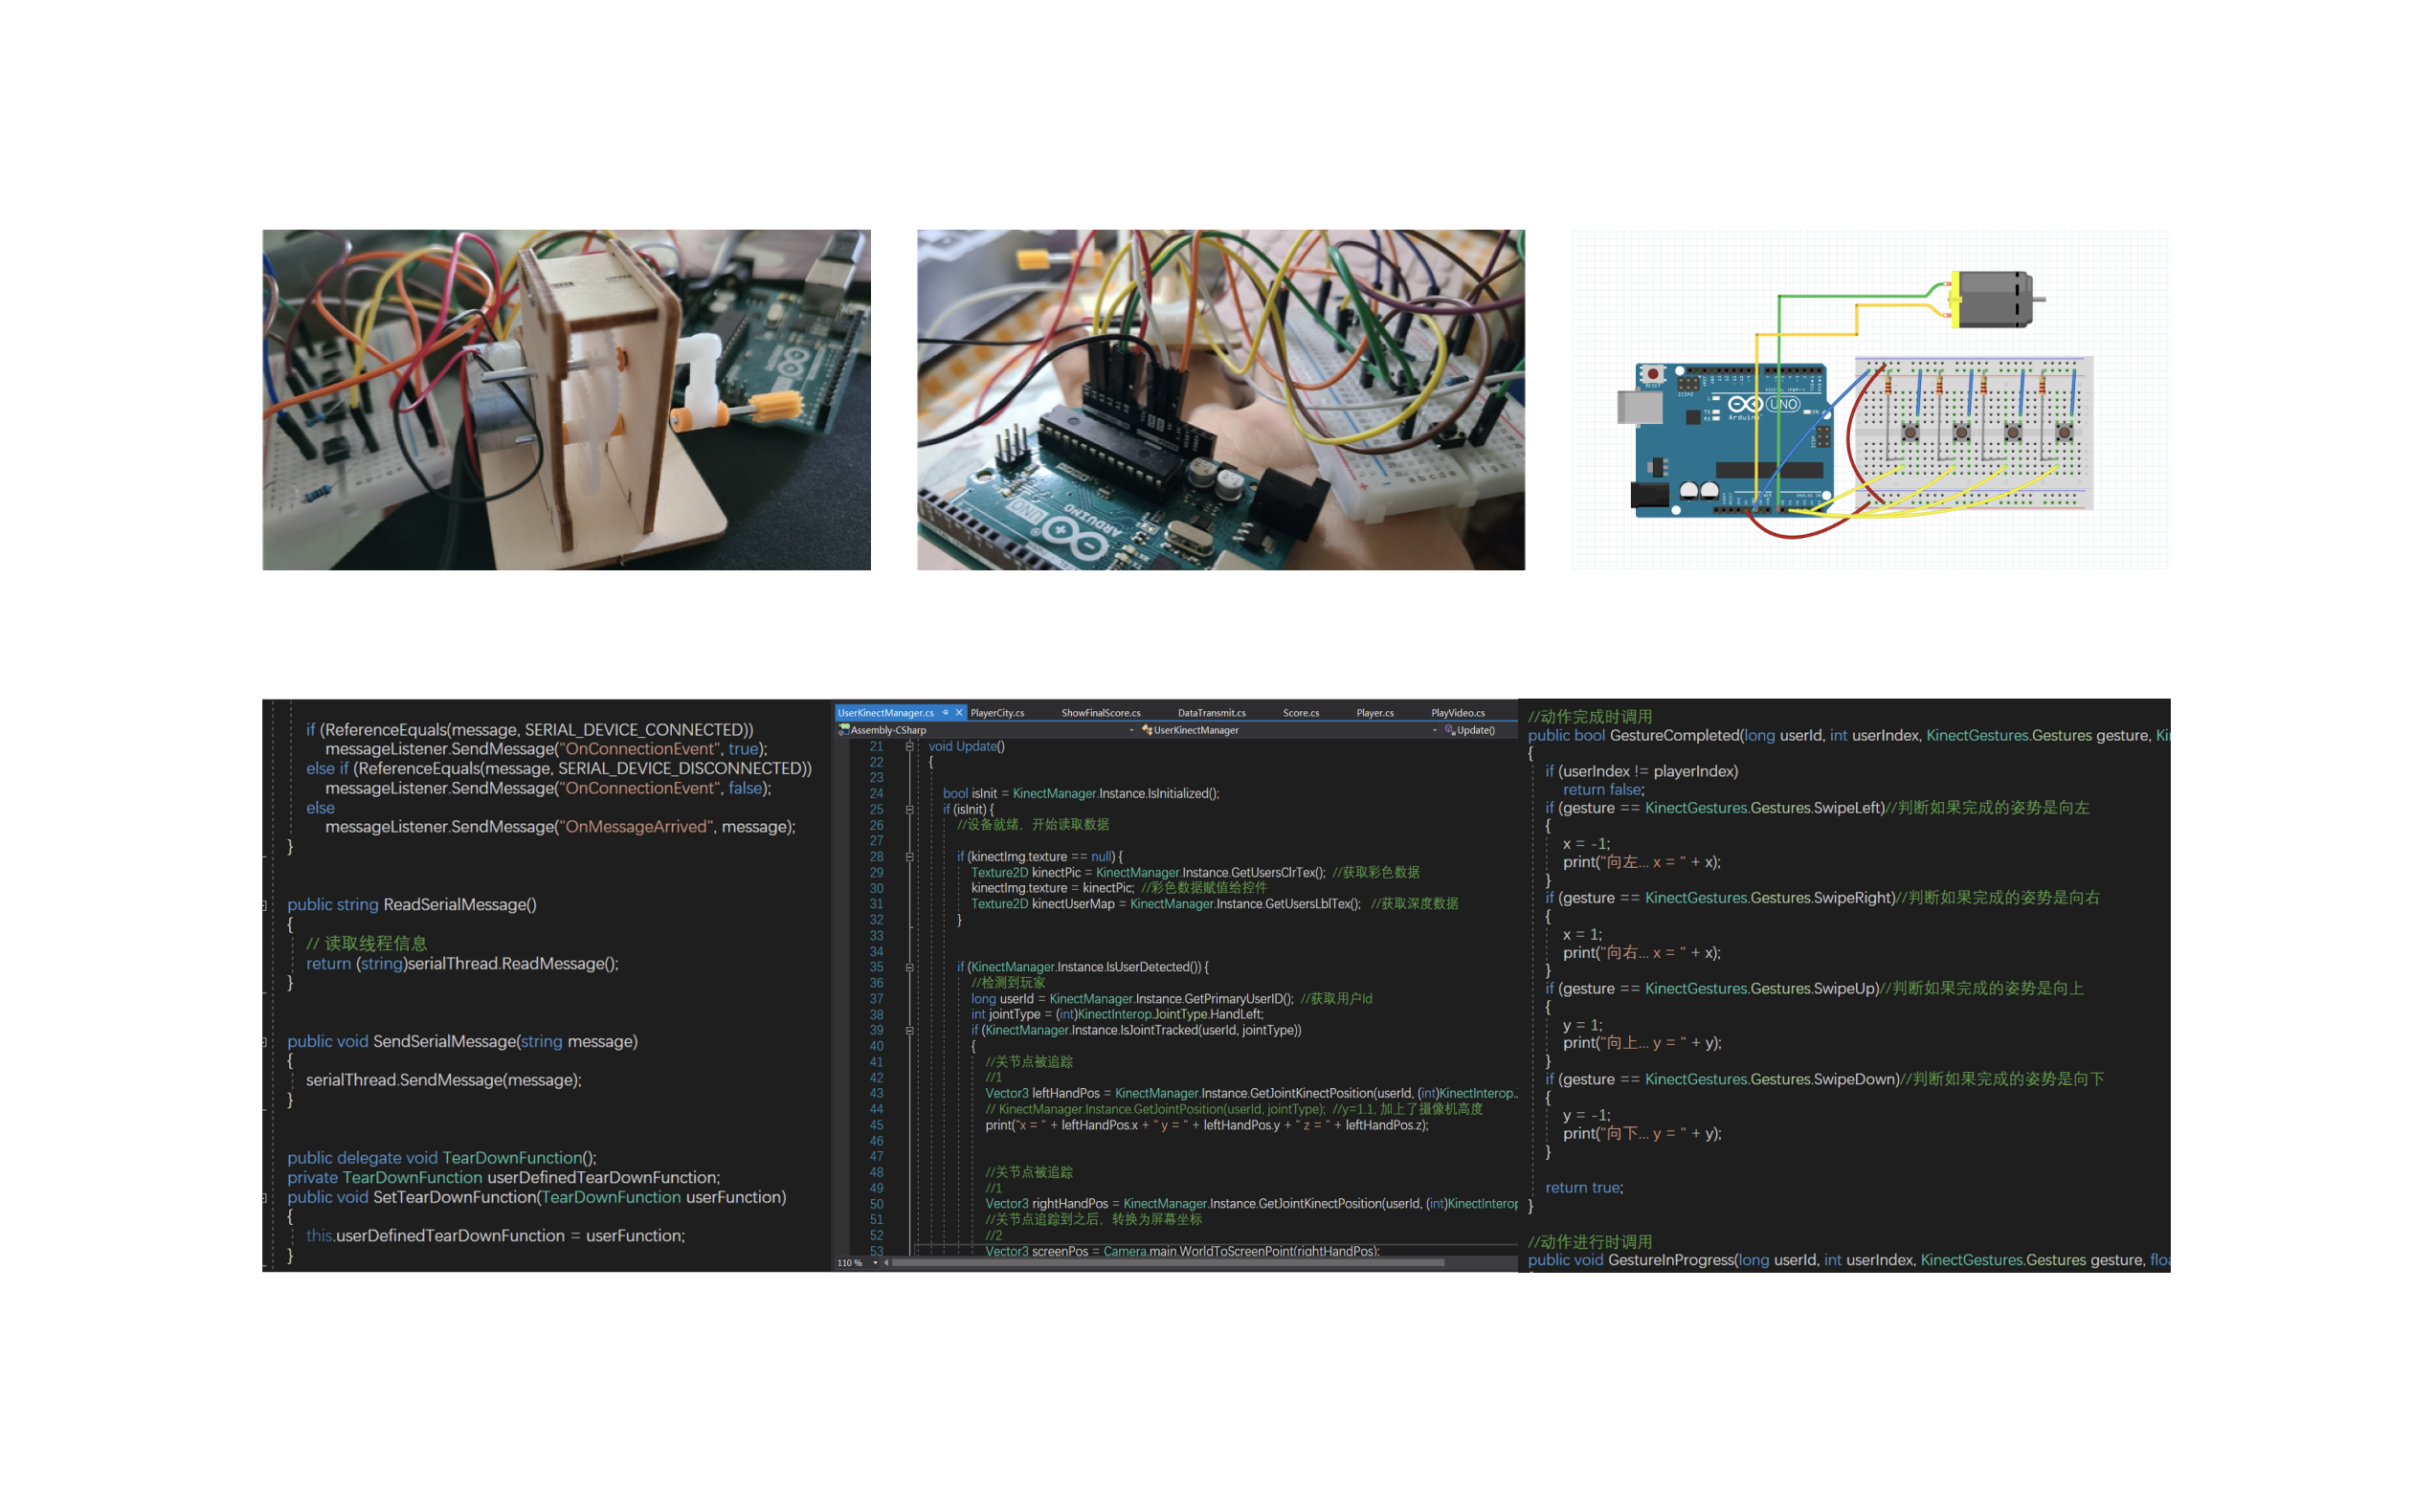 ARDUINO
UNO
a b c d e
RESET
ICSP2
DIGITAL (PWM~)
UNO
Arduino
TX
RX
ON
ICSP
ANALOG IN
if (ReferenceEquals(message, SERIAL_DEVICE_CONNECTED))
messageListener.SendMessage("OnConnectionEvent", true);
else if (ReferenceEquals(message, SERIAL_DEVICE_DISCONNECTED))
messageListener.SendMessage("OnConnectionEvent", false);
else
messageListener.SendMessage("OnMessageArrived", message);
}
public string ReadSerialMessage()
{
// 读取线程信息
return (string)serialThread.ReadMessage();
}
public void SendSerialMessage(string message)
{
serialThread.SendMessage(message);
}
public delegate void TearDownFunction();
private TearDownFunction userDefinedTearDownFunction;
public void SetTearDownFunction(TearDownFunction userFunction)
{
this.userDefinedTearDownFunction = userFunction;
}
UserKinectManager.cs PlayerCity.cs ShowFinalScore.cs DataTransmit.cs Score.cs Player.cs PlayVideo.cs
Assembly-CSharp UserKinectManager Update()
21 void Update()
22 {
23
24 bool isInit = KinectManager.Instance.IsInitialized();
25 if (isInit) {
26 //设备就绪，开始读取数据
27
28 if (kinectImg.texture == null) {
29 Texture2D kinectPic = KinectManager.Instance.GetUsersClrTex(); //获取彩色数据
30 kinectImg.texture = kinectPic; //彩色数据赋值给控件
31 Texture2D kinectUserMap = KinectManager.Instance.GetUsersLblTex(); //获取深度数据
32 }
33
34
35 if (KinectManager.Instance.IsUserDetected()) {
36 //检测到玩家
37 long userId = KinectManager.Instance.GetPrimaryUserID(); //获取用户Id
38 int jointType = (int)KinectInterop.JointType.HandLeft;
39 if (KinectManager.Instance.IsJointTracked(userId, jointType))
40 {
41 //关节点被追踪
42 //1
43 Vector3 leftHandPos = KinectManager.Instance.GetJointKinectPosition(userId, (int)KinectInterop.
44 // KinectManager.Instance.GetJointPosition(userId, jointType); //y=1.1, 加上了摄像机高度
45 print("x = " + leftHandPos.x + " y = " + leftHandPos.y + " z = " + leftHandPos.z);
46
47
48 //关节点被追踪
49 //1
50 Vector3 rightHandPos = KinectManager.Instance.GetJointKinectPosition(userId, (int)KinectInterop
51 //关节点追踪到之后，转换为屏幕坐标
52 //2
53 Vector3 screenPos = Camera.main.WorldToScreenPoint(rightHandPos);
110 %
//动作完成时调用
public bool GestureCompleted(long userId, int userIndex, KinectGestures.Gestures gesture, Ki
{
if (userIndex != playerIndex)
return false;
if (gesture == KinectGestures.Gestures.SwipeLeft)//判断如果完成的姿势是向左
{
x = -1;
print("向左... x = " + x);
}
if (gesture == KinectGestures.Gestures.SwipeRight)//判断如果完成的姿势是向右
{
x = 1;
print("向右... x = " + x);
}
if (gesture == KinectGestures.Gestures.SwipeUp)//判断如果完成的姿势是向上
{
y = 1;
print("向上... y = " + y);
}
if (gesture == KinectGestures.Gestures.SwipeDown)//判断如果完成的姿势是向下
{
y = -1;
print("向下... y = " + y);
}
return true;
}
//动作进行时调用
public void GestureInProgress(long userId, int userIndex, KinectGestures.Gestures gesture, floa